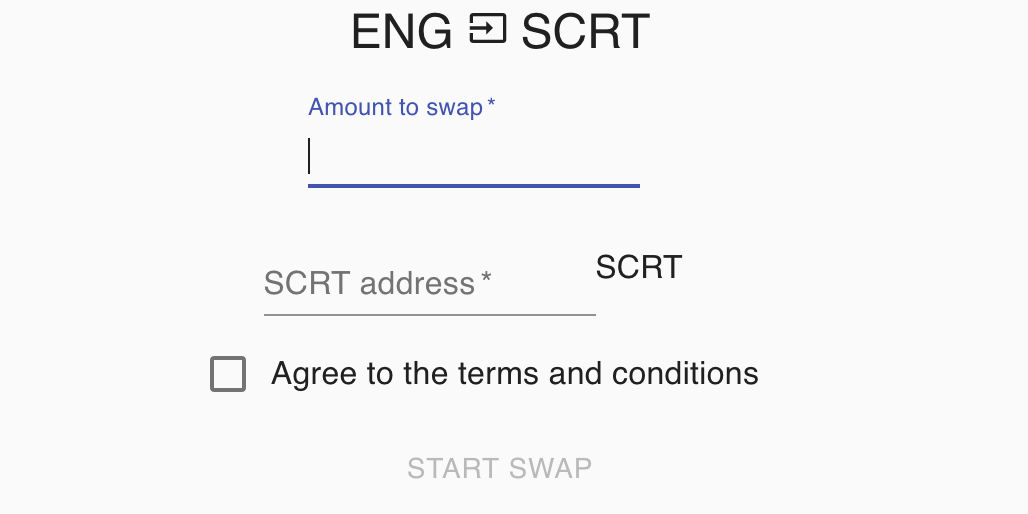 ENG SCRT
Amount to swap *
SCRT address *
SCRT
Agree to the terms and conditions
START SWAP